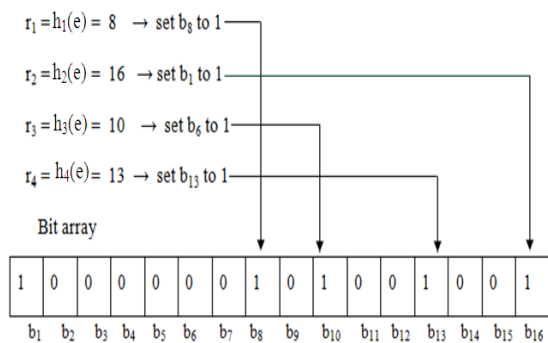 r₁ = h₁(e) = 8 → set b₈ to 1
r₂ = h₂(e) = 16 → set b₁ to 1
r₃ = h₃(e) = 10 → set b₆ to 1
r₄ = h₄(e) = 13 → set b₁₃ to 1
Bit array
1 0 0 0 0 0 0 1 0 1 0 0 1 0 0 1
b₁ b₂ b₃ b₄ b₅ b₆ b₇ b₈ b₉ b₁₀ b₁₁ b₁₂ b₁₃ b₁₄ b₁₅ b₁₆